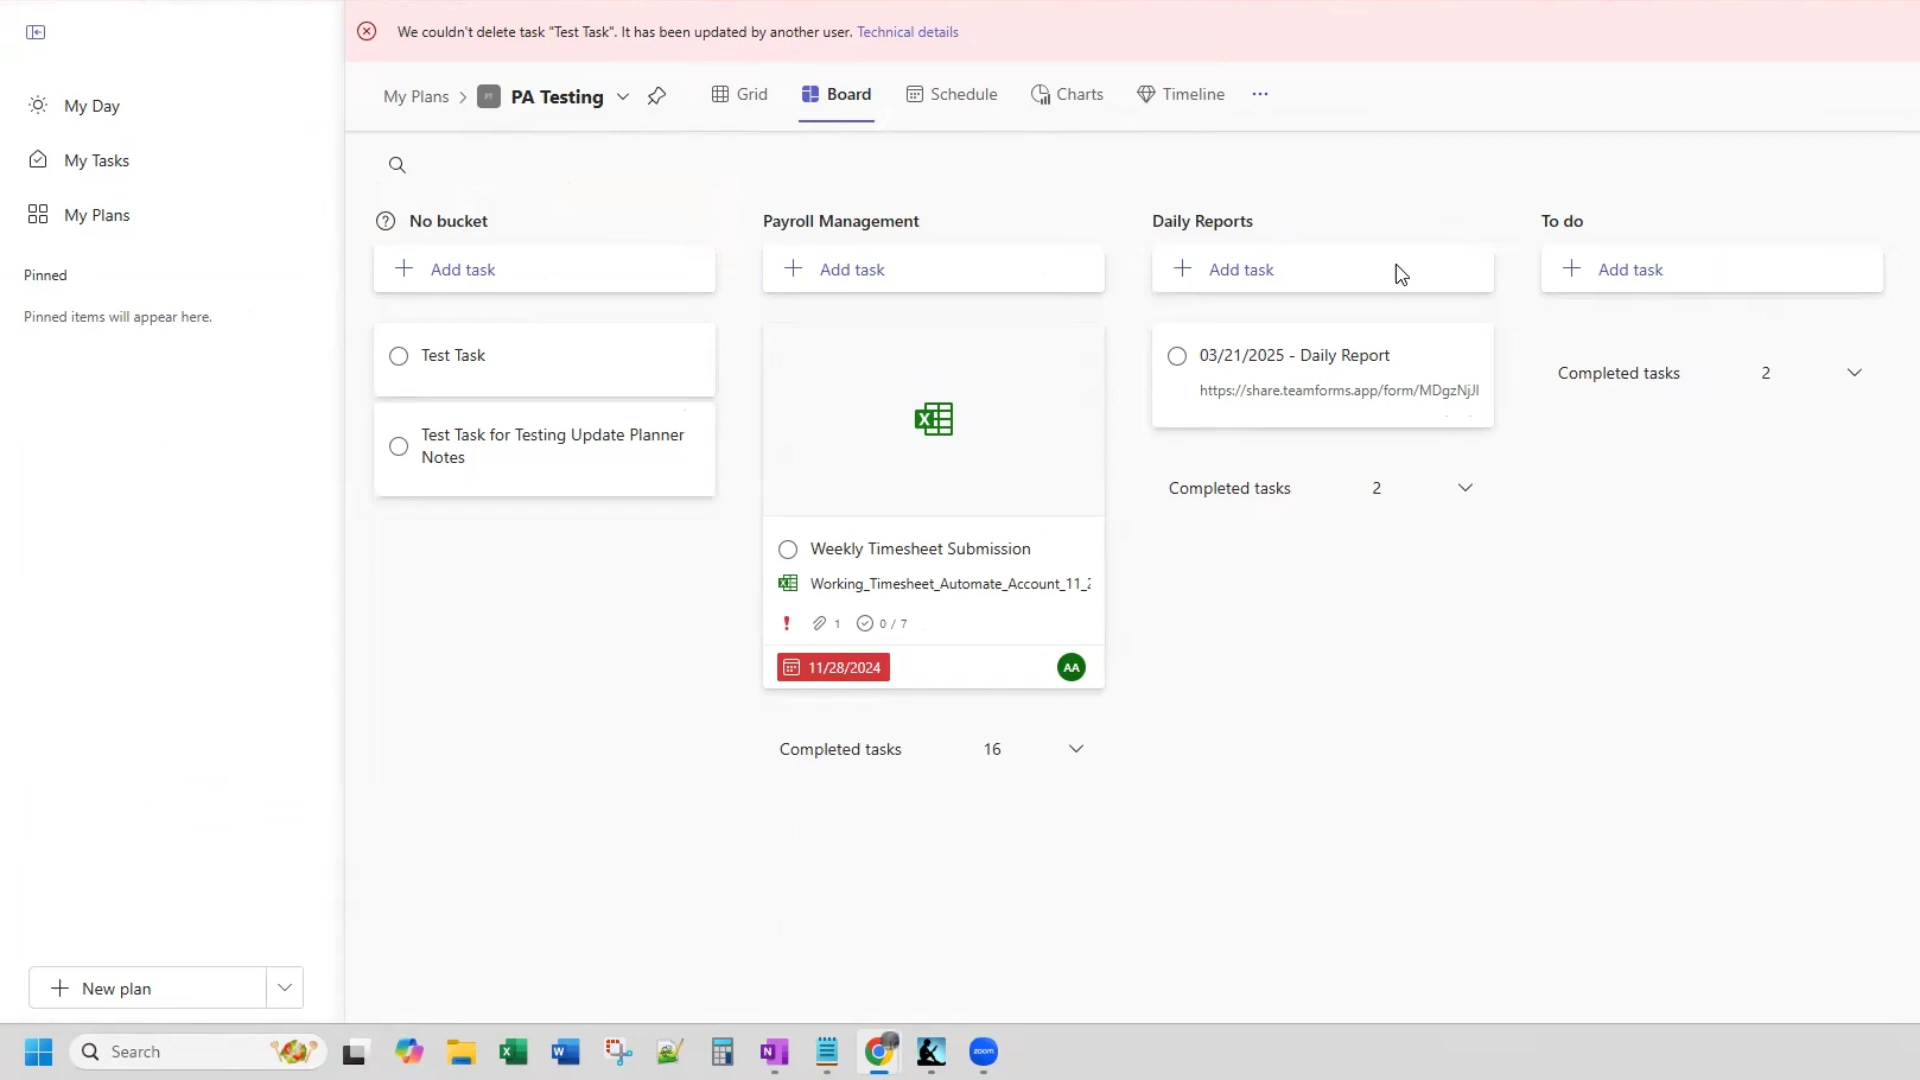 We couldn't delete task "Test Task". It has been updated by another user. Technical details
My Day
My Tasks
My Plans
Pinned
Pinned items will appear here.
New plan
My Plans
PA Testing
Grid
Board
Schedule
Charts
Timeline
No bucket
Add task
Test Task
Test Task for Testing Update Planner
Notes
Payroll Management
Add task
Weekly Timesheet Submission
Working_Timesheet_Automate_Account_11_2
1
0 / 7
11/28/2024
AA
Completed tasks 16
Daily Reports
Add task
03/21/2025 - Daily Report
https://share.teamforms.app/form/MDgzNjJl
Completed tasks 2
To do
Add task
Completed tasks 2
Search
zoom